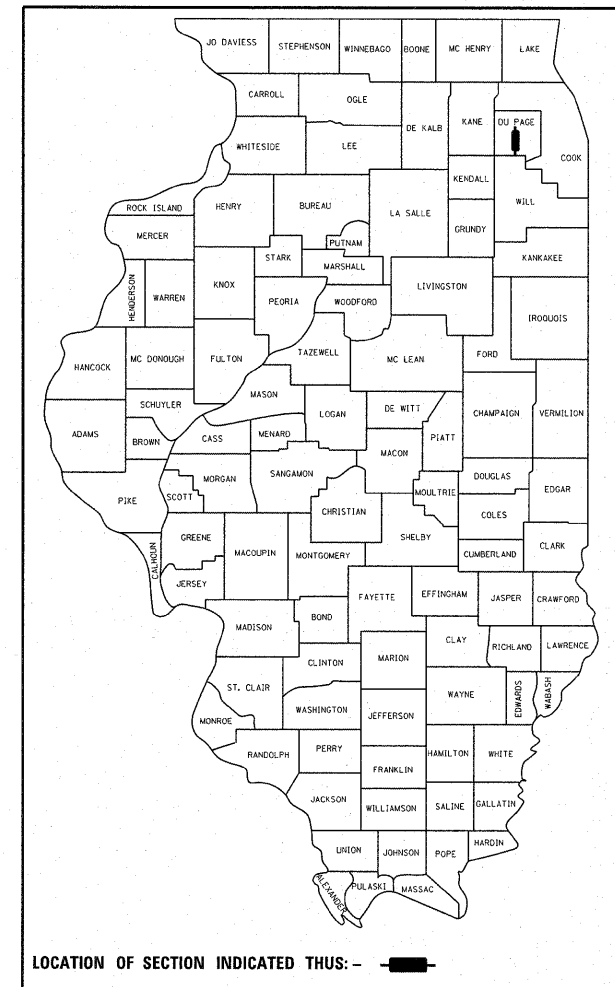 JO DAVIESS STEPHENSON WINNEBAGO BOONE MC HENRY LAKE
CARROLL OGLE DE KALB KANE DU PAGE COOK
WHITESIDE LEE KENDALL WILL
ROCK ISLAND HENRY BUREAU LA SALLE GRUNDY
MERCER PUTNAM KANKAKEE
HENDERSON WARREN KNOX STARK MARSHALL LIVINGSTON
PEORIA WOODFORD IROQUOIS
HANCOCK MC DONOUGH FULTON TAZEWELL MC LEAN FORD
SCHUYLER MASON LOGAN DE WITT CHAMPAIGN VERMILION
ADAMS BROWN CASS MENARD MACON PIATT
PIKE SCOTT MORGAN SANGAMON CHRISTIAN MOULTRIE DOUGLAS EDGAR
COLES
CALHOUN GREENE MACOUPIN MONTGOMERY SHELBY CUMBERLAND CLARK
JERSEY FAYETTE EFFINGHAM JASPER CRAWFORD
MADISON BOND CLAY RICHLAND LAWRENCE
CLINTON MARION
ST. CLAIR WASHINGTON JEFFERSON WAYNE EDWARDS WABASH
MONROE
RANDOLPH PERRY FRANKLIN HAMILTON WHITE
JACKSON WILLIAMSON SALINE GALLATIN
UNION JOHNSON POPE HARDIN
ALEXANDER PULASKI MASSAC
LOCATION OF SECTION INDICATED THUS: -